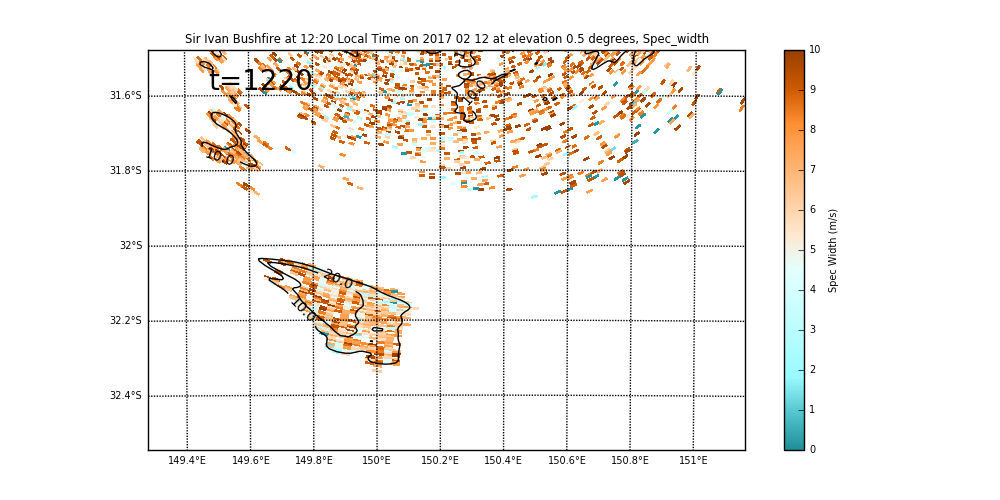 Sir Ivan Bushfire at 12:20 Local Time on 2017 02 12 at elevation 0.5 degrees, Spec_width
t=1220
31.6°S
31.8°S
32°S
32.2°S
32.4°S
10.0
20.0
10.0
149.4°E 149.6°E 149.8°E 150°E 150.2°E 150.4°E 150.6°E 150.8°E 151°E
10
9
8
7
6
5
4
3
2
1
0
Spec Width (m/s)